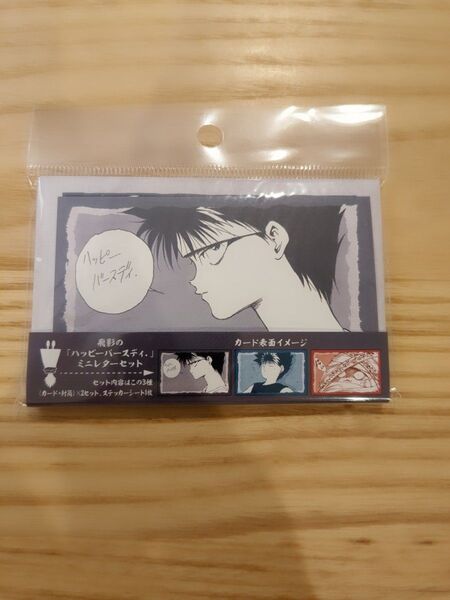 ハッピー
バースディ.
飛影の
「ハッピーバースディ.」
ミニレターセット
セット内容はこの3種
(カード・封筒)×2セット、ステッカーシート1枚
カード表面イメージ